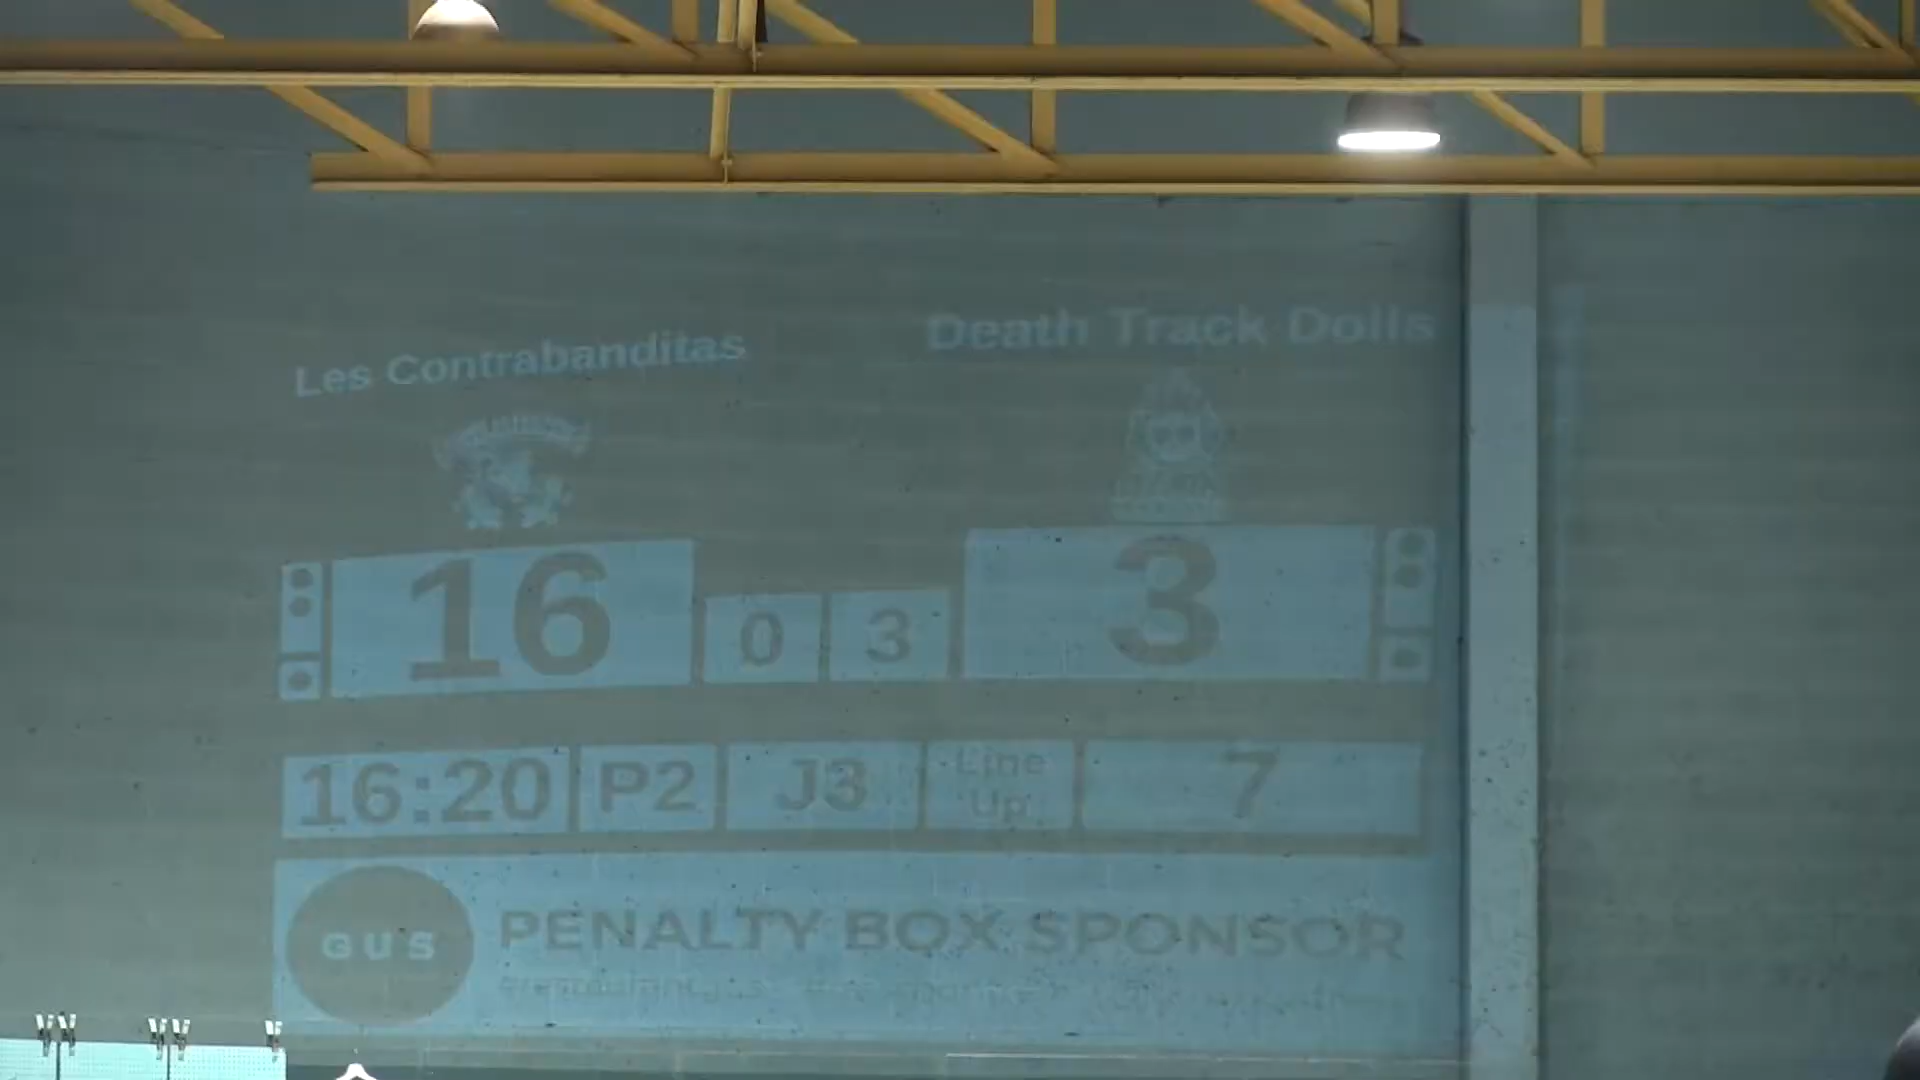 Les Contrabanditas
Death Track Dolls
16 0 3 3
16:20 P2 J3 Line Up 7
GUS
PENALTY BOX SPONSOR